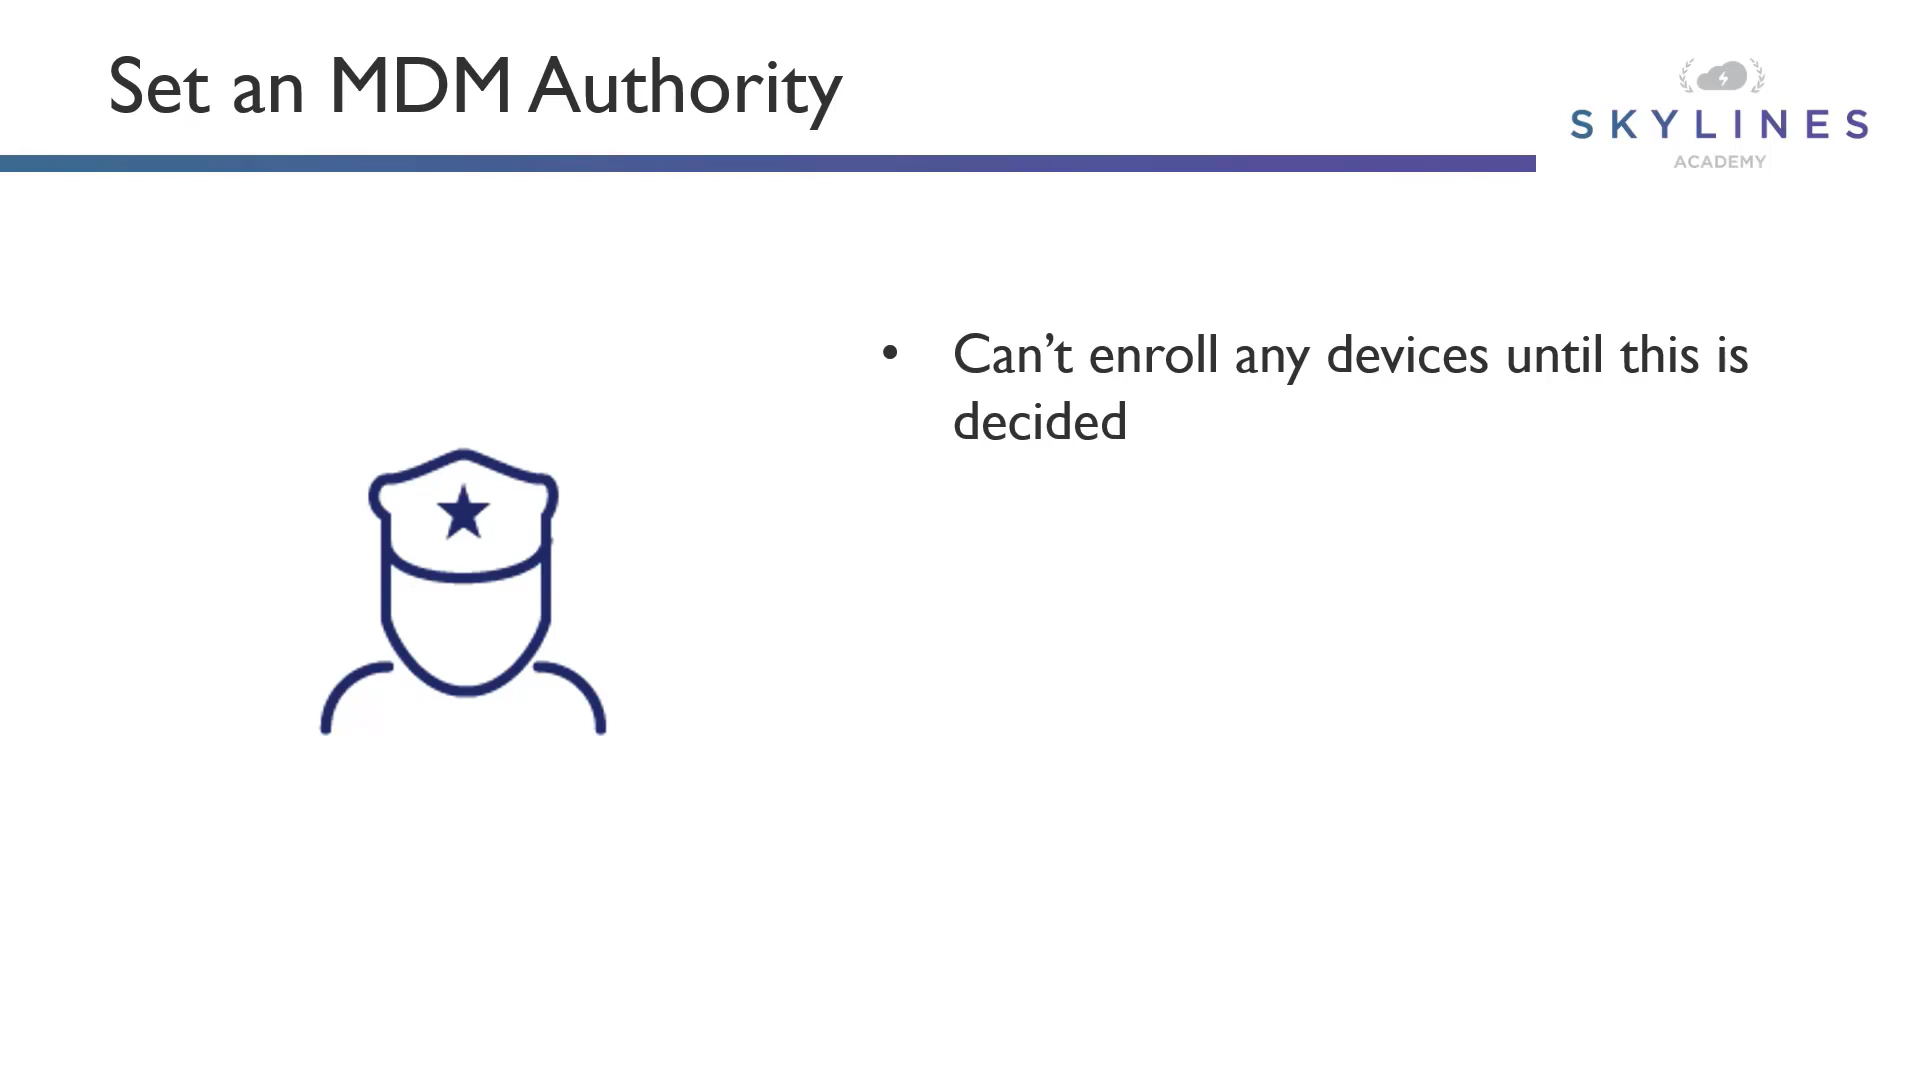 Set an MDM Authority
SKYLINES
ACADEMY
• Can’t enroll any devices until this is
decided